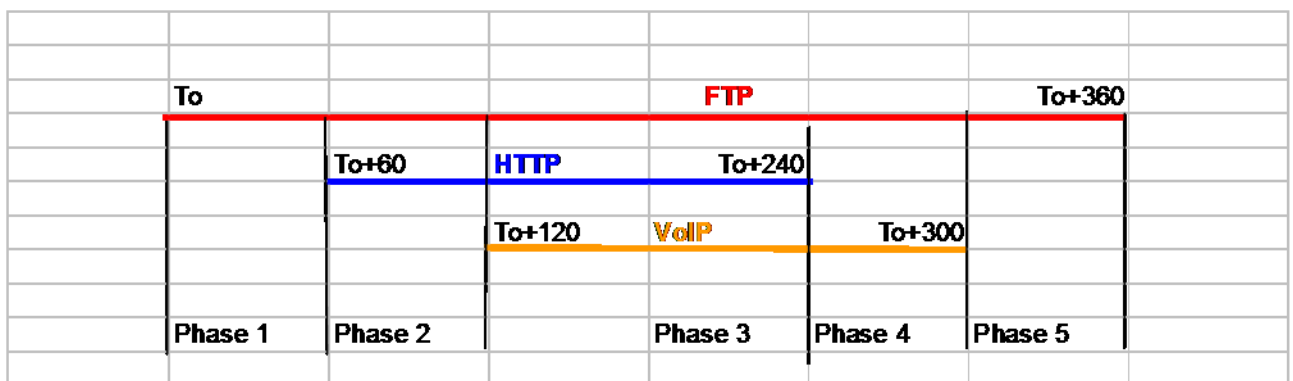 To FTP To+360
To+60 HTTP To+240
To+120 VoIP To+300
Phase 1 Phase 2 Phase 3 Phase 4 Phase 5